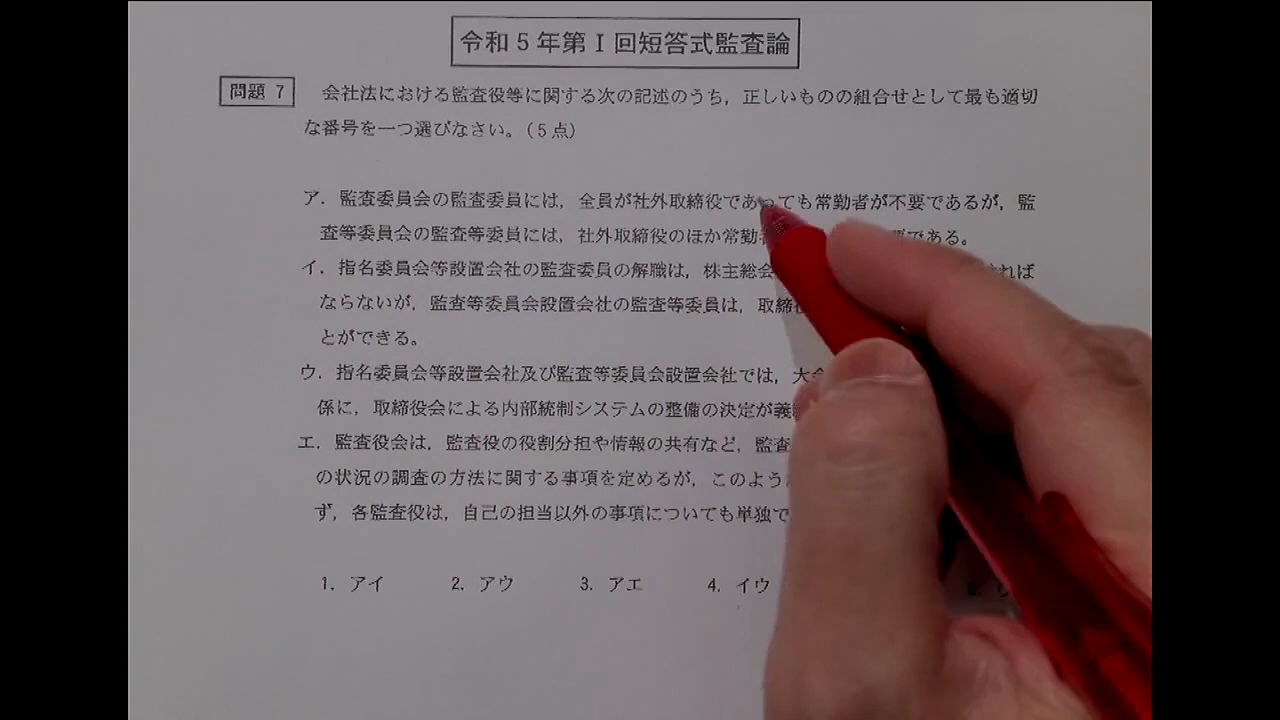 令和5年第Ⅰ回短答式監査論
問題 7 会社法における監査役等に関する次の記述のうち，正しいものの組合せとして最も適切
な番号を一つ選びなさい。（5点）
ア．監査委員会の監査委員には，全員が社外取締役であっても常勤者が不要であるが，監
査等委員会の監査等委員には，社外取締役のほか常勤 要である。
イ．指名委員会等設置会社の監査委員の解職は，株主総会 れば
ならないが，監査等委員会設置会社の監査等委員は，取締
とができる。
ウ．指名委員会等設置会社及び監査等委員会設置会社では，大
係に，取締役会による内部統制システムの整備の決定が義
エ．監査役会は，監査役の役割分担や情報の共有など，監査
の状況の調査の方法に関する事項を定めるが，このよう
ず，各監査役は，自己の担当以外の事項についても単独で
1．アイ 2．アウ 3．アエ 4．イウ 6．